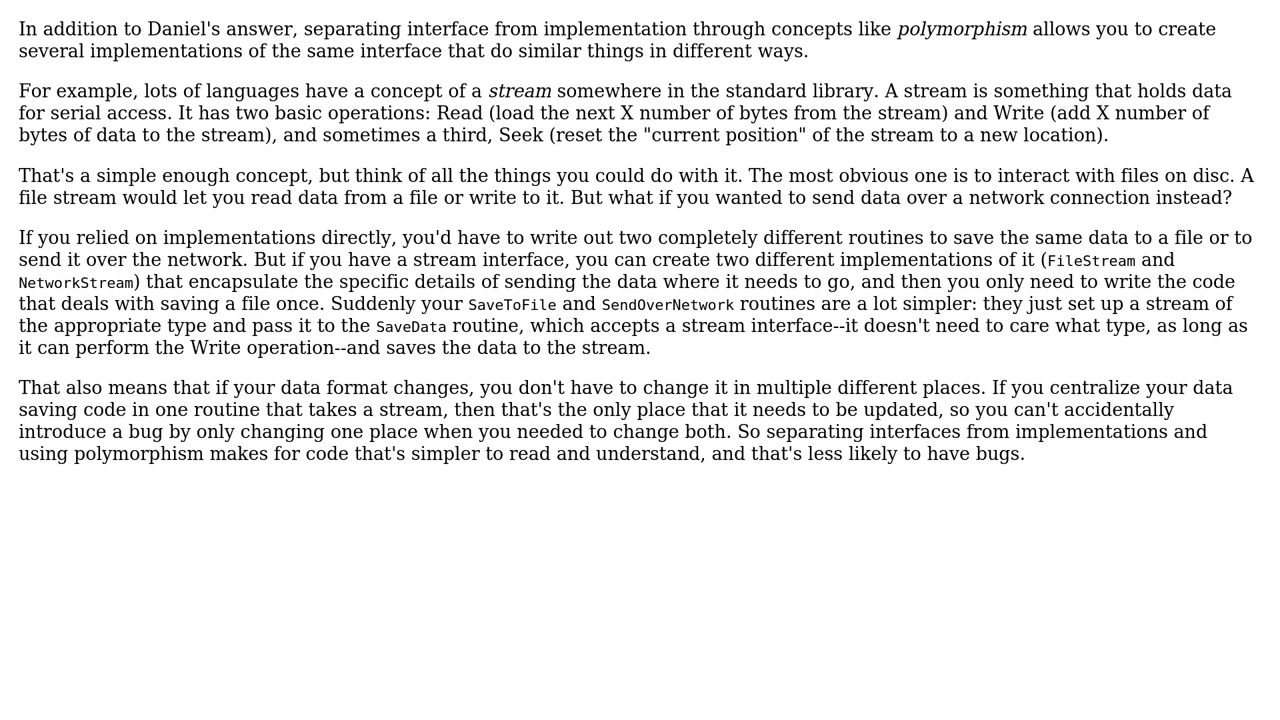 In addition to Daniel's answer, separating interface from implementation through concepts like polymorphism allows you to create
several implementations of the same interface that do similar things in different ways.
For example, lots of languages have a concept of a stream somewhere in the standard library. A stream is something that holds data
for serial access. It has two basic operations: Read (load the next X number of bytes from the stream) and Write (add X number of
bytes of data to the stream), and sometimes a third, Seek (reset the "current position" of the stream to a new location).
That's a simple enough concept, but think of all the things you could do with it. The most obvious one is to interact with files on disc. A
file stream would let you read data from a file or write to it. But what if you wanted to send data over a network connection instead?
If you relied on implementations directly, you'd have to write out two completely different routines to save the same data to a file or to
send it over the network. But if you have a stream interface, you can create two different implementations of it (FileStream and
NetworkStream) that encapsulate the specific details of sending the data where it needs to go, and then you only need to write the code
that deals with saving a file once. Suddenly your SaveToFile and SendOverNetwork routines are a lot simpler: they just set up a stream of
the appropriate type and pass it to the SaveData routine, which accepts a stream interface--it doesn't need to care what type, as long as
it can perform the Write operation--and saves the data to the stream.
That also means that if your data format changes, you don't have to change it in multiple different places. If you centralize your data
saving code in one routine that takes a stream, then that's the only place that it needs to be updated, so you can't accidentally
introduce a bug by only changing one place when you needed to change both. So separating interfaces from implementations and
using polymorphism makes for code that's simpler to read and understand, and that's less likely to have bugs.